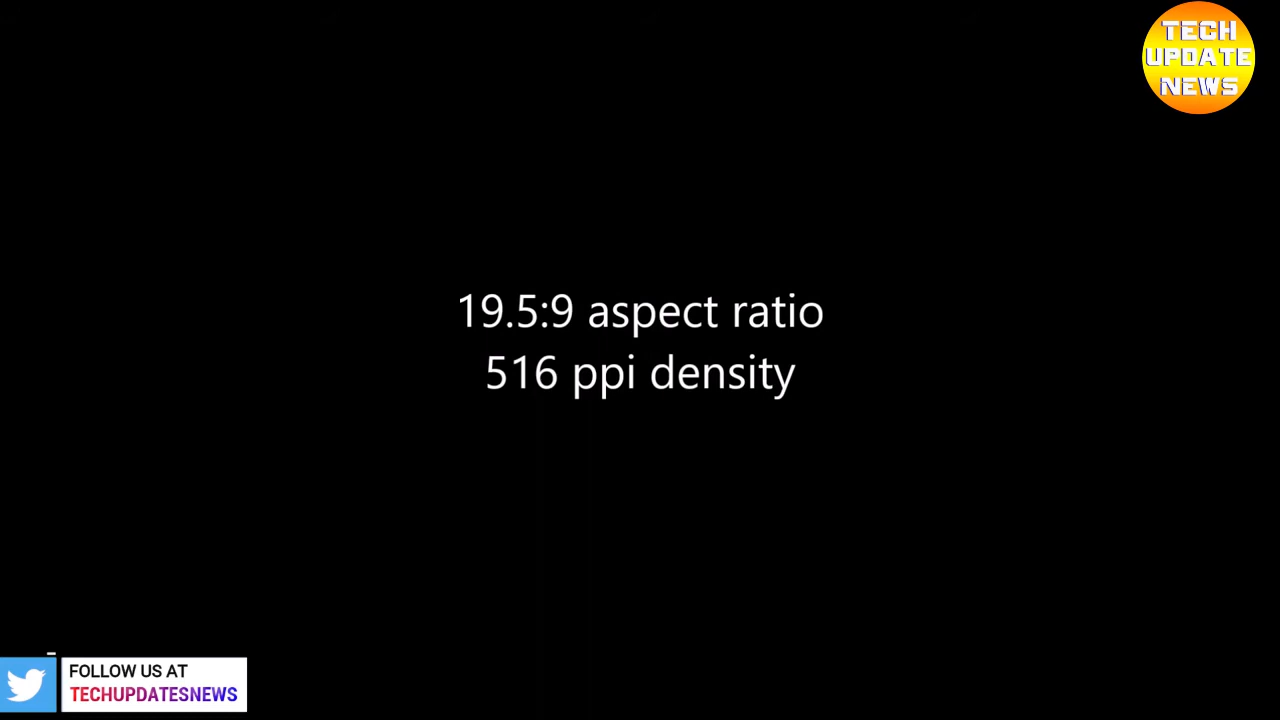 TECH
UPDATE
NEWS
19.5:9 aspect ratio
516 ppi density
FOLLOW US AT
TECHUPDATESNEWS